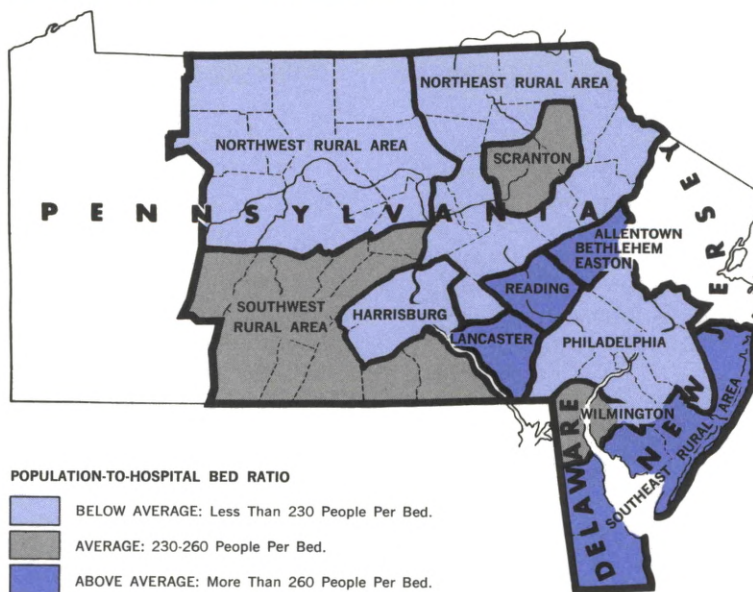 NORTHEAST RURAL AREA
NORTHWEST RURAL AREA
SCRANTON
PENNSYLVANIA
NEW JERSEY
ALLENTOWN
BETHLEHEM
EASTON
READING
SOUTHWEST
RURAL AREA
HARRISBURG
LANCASTER
PHILADELPHIA
WILMINGTON
DELAWARE
SOUTHEAST RURAL AREA
POPULATION-TO-HOSPITAL BED RATIO
BELOW AVERAGE: Less Than 230 People Per Bed.
AVERAGE: 230-260 People Per Bed.
ABOVE AVERAGE: More Than 260 People Per Bed.